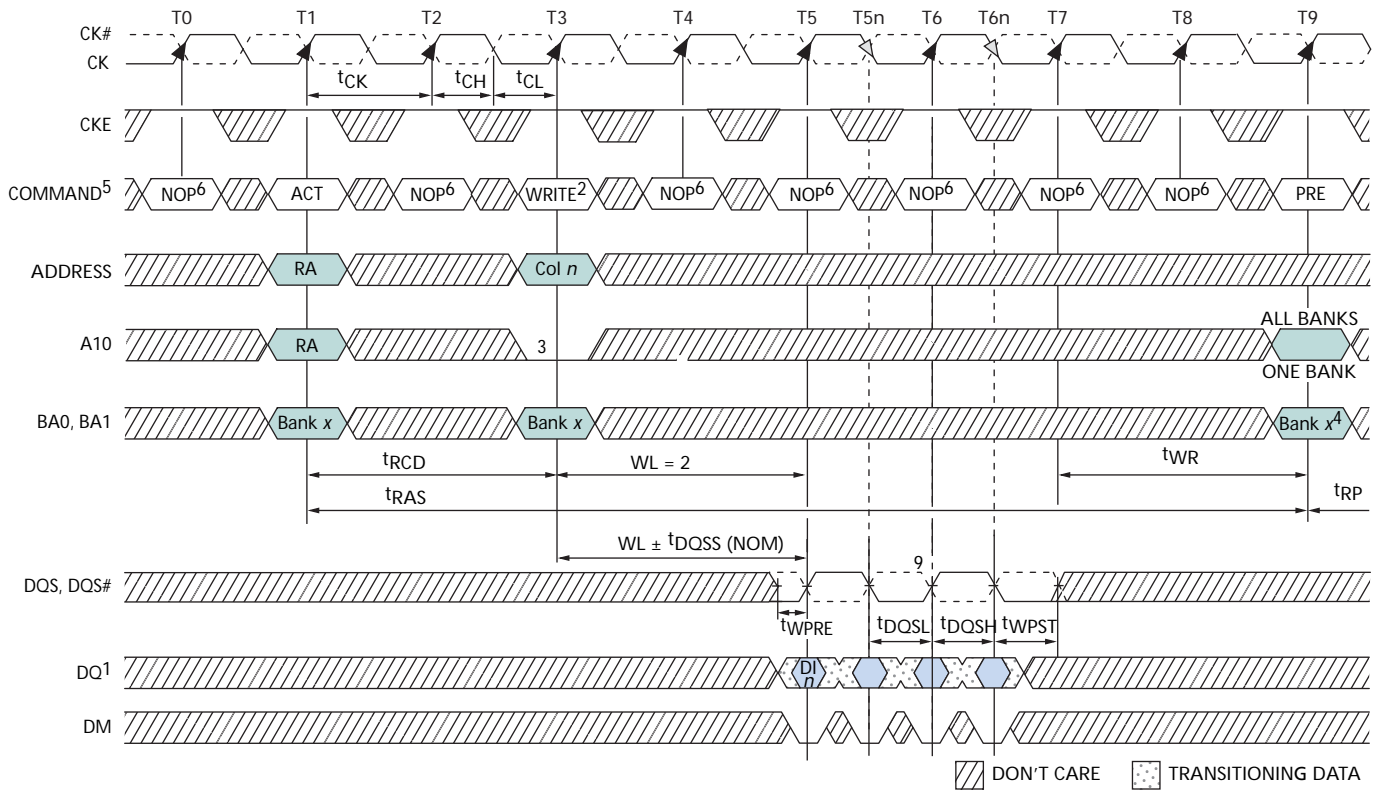 T0 T1 T2 T3 T4 T5 T5n T6 T6n T7 T8 T9
CK#
CK
tCK tCH tCL
CKE
COMMAND5 NOP6 ACT NOP6 WRITE2 NOP6 NOP6 NOP6 NOP6 NOP6 PRE
ADDRESS RA Col n
ALL BANKS
A10 RA 3
ONE BANK
BA0, BA1 Bank x Bank x Bank x4
tRCD WL = 2 tWR
tRAS tRP
WL ± tDQSS (NOM)
9
DQS, DQS#
tWPRE tDQSL tDQSH tWPST
DQ1 DI
n
DM
DON'T CARE TRANSITIONING DATA